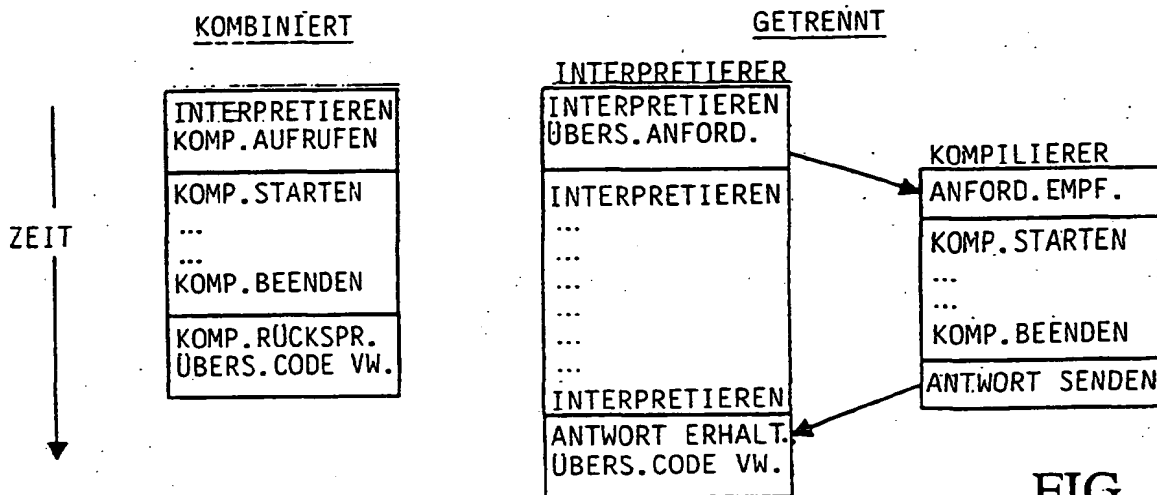 KOMBINIERT
INTERPRETIEREN
KOMP.AUFRUFEN
KOMP.STARTEN
...
...
KOMP.BEENDEN
KOMP.RÜCKSPR.
ÜBERS.CODE VW.
ZEIT
GETRENNT
INTERPRETIERER
INTERPRETIEREN
ÜBERS.ANFORD.
INTERPRETIEREN
...
...
...
...
...
...
INTERPRETIEREN
ANTWORT ERHALT.
ÜBERS.CODE VW.
KOMPILIERER
ANFORD.EMPF.
KOMP.STARTEN
...
...
KOMP.BEENDEN
ANTWORT SENDEN
FIG